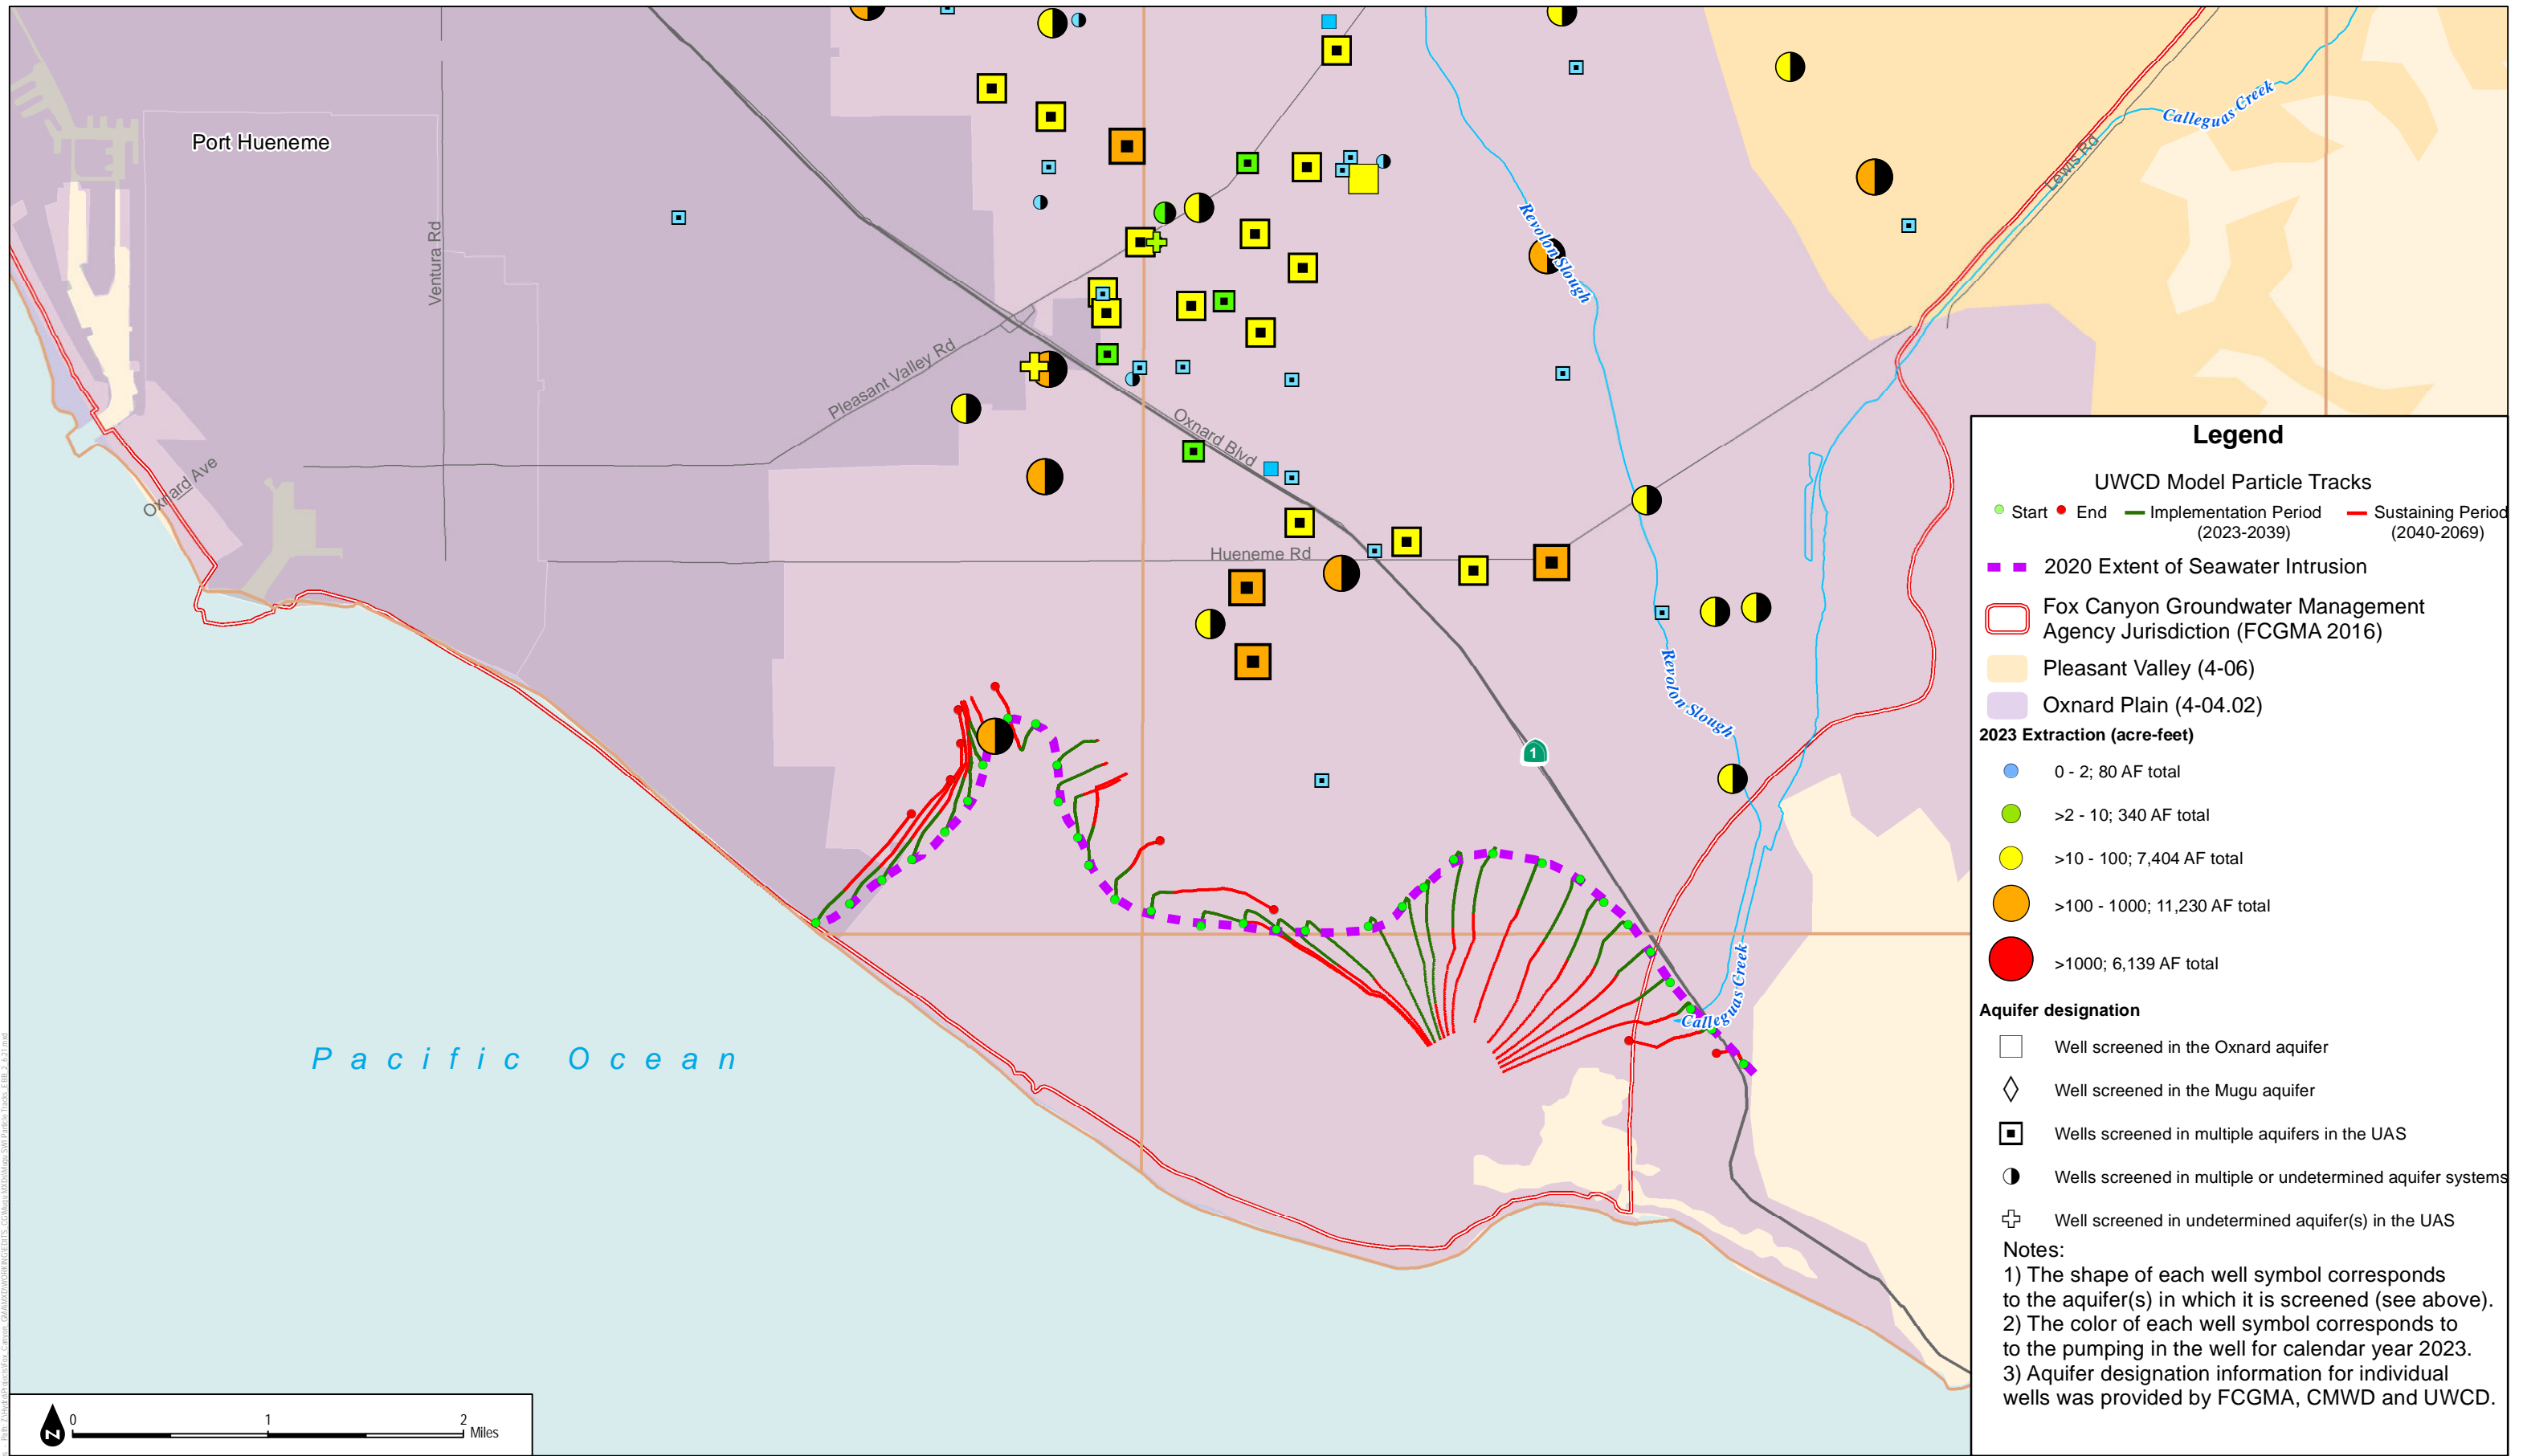 Port Hueneme
Ventura Rd
Oxnard Ave
Pleasant Valley Rd
Oxnard Blvd
Hueneme Rd
Revolon Slough
Calleguas Creek
Lewis Rd
Revolon Slough
1
Calleguas Creek
Pacific Ocean
N
0 1 2 Miles
Legend
UWCD Model Particle Tracks
Start End Implementation Period Sustaining Period
(2023-2039) (2040-2069)
2020 Extent of Seawater Intrusion
Fox Canyon Groundwater Management
Agency Jurisdiction (FCGMA 2016)
Pleasant Valley (4-06)
Oxnard Plain (4-04.02)
2023 Extraction (acre-feet)
0 - 2; 80 AF total
>2 - 10; 340 AF total
>10 - 100; 7,404 AF total
>100 - 1000; 11,230 AF total
>1000; 6,139 AF total
Aquifer designation
Well screened in the Oxnard aquifer
Well screened in the Mugu aquifer
Wells screened in multiple aquifers in the UAS
Wells screened in multiple or undetermined aquifer systems
Well screened in undetermined aquifer(s) in the UAS
Notes:
1) The shape of each well symbol corresponds
to the aquifer(s) in which it is screened (see above).
2) The color of each well symbol corresponds to
to the pumping in the well for calendar year 2023.
3) Aquifer designation information for individual
wells was provided by FCGMA, CMWD and UWCD.